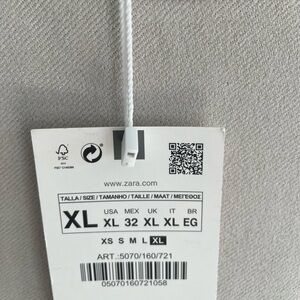 FSC
www.zara.com
TALLA / SIZE / TAMANHO / TAILLE / MAAT / ΜΕΓΕΘΟΣ
XL
USA MEX UK IT BR
XL 32 XL XL EG
XS S M L XL
ART.:5070/160/721
05070160721058